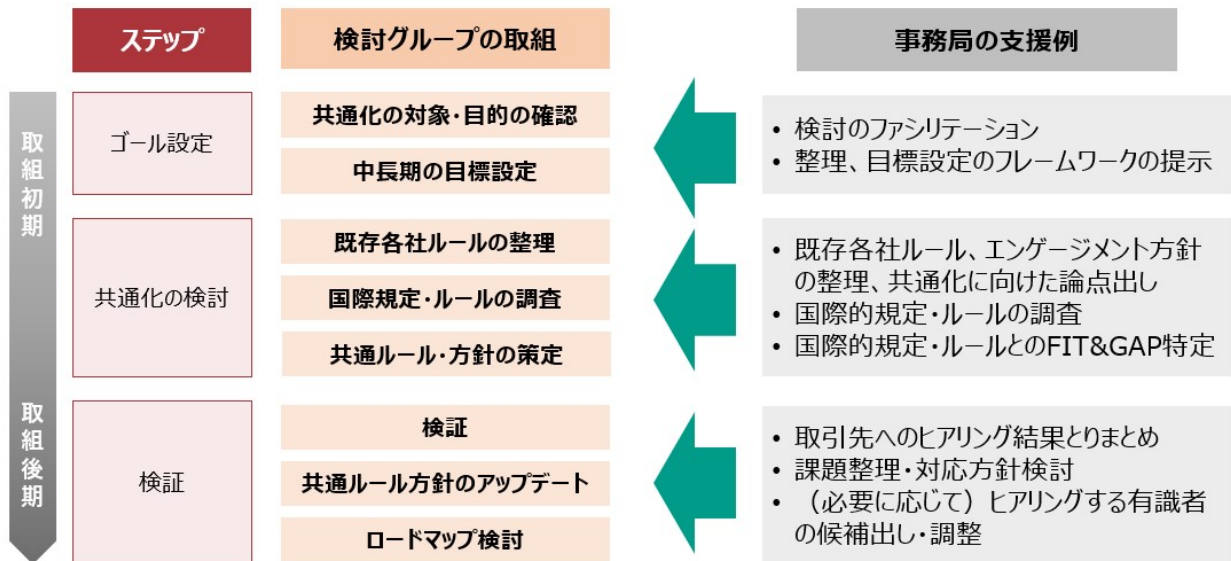 ステップ
検討グループの取組
事務局の支援例
取組初期
ゴール設定
共通化の対象・目的の確認
中長期の目標設定
• 検討のファシリテーション
• 整理、目標設定のフレームワークの提示
共通化の検討
既存各社ルールの整理
国際規定・ルールの調査
共通ルール・方針の策定
• 既存各社ルール、エンゲージメント方針
の整理、共通化に向けた論点出し
• 国際的規定・ルールの調査
• 国際的規定・ルールとのFIT&GAP特定
取組後期
検証
検証
共通ルール方針のアップデート
ロードマップ検討
• 取引先へのヒアリング結果とりまとめ
• 課題整理・対応方針検討
• （必要に応じて）ヒアリングする有識者
の候補出し・調整